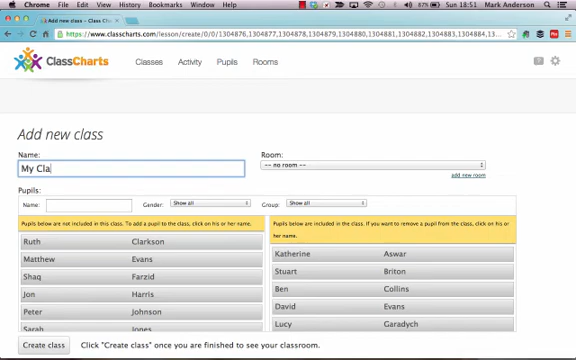 Chrome File Edit View History Bookmarks Window Help 87% Sun 18:51 Mark Anderson
Add new class – Class Ch
https://www.classcharts.com/lesson/create/0/0/1304876,1304877,1304878,1304879,1304880,1304881,1304882,1304883,1304884,13...
ClassCharts Classes Activity Pupils Rooms
Add new class
Name: Room:
My Cla -- no room --
add new room
Pupils:
Name: Gender: Show all Group: Show all
Pupils below are not included in this class. To add a pupil to the class, click on his or her name.
Pupils below are included in the class. If you want to remove a pupil from the class, click on his or
her name.
Ruth Clarkson
Matthew Evans
Shaq Farzid
Jon Harris
Peter Johnson
Sarah Jones
Katherine Aswar
Stuart Briton
Ben Collins
David Evans
Lucy Garadych
Create class Click "Create class" once you are finished to see your classroom.